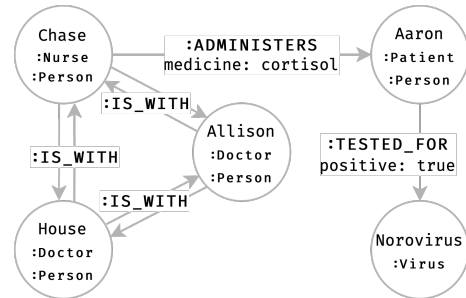 Chase
:Nurse
:Person
:ADMINISTERS
medicine: cortisol
Aaron
:Patient
:Person
:IS_WITH
Allison
:Doctor
:Person
:IS_WITH
:TESTED_FOR
positive: true
:IS_WITH
House
:Doctor
:Person
Norovirus
:Virus